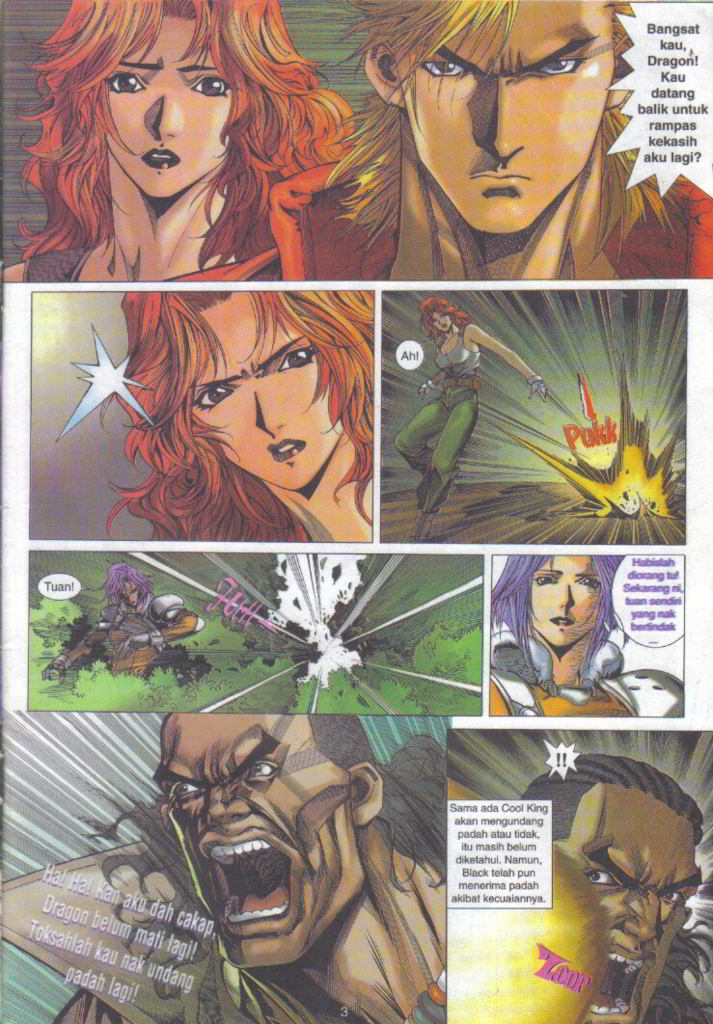 Bangsat
kau,
Dragon!
Kau
datang
balik untuk
rampas
kekasih
aku lagi?
Ah!
Pukk
Tuan!
Habislah
diorang tu!
Sekarang ni,
tuan sendiri
yang nak
bertindak
Ha! Ha! Kan aku dah cakap,
Dragon belum mati lagi!
Toksahlah kau nak undang
padah lagi!
!!
Sama ada Cool King
akan mengundang
padah atau tidak,
itu masih belum
diketahui. Namun,
Black telah pun
menerima padah
akibat kecuaiannya.
Zoop
3